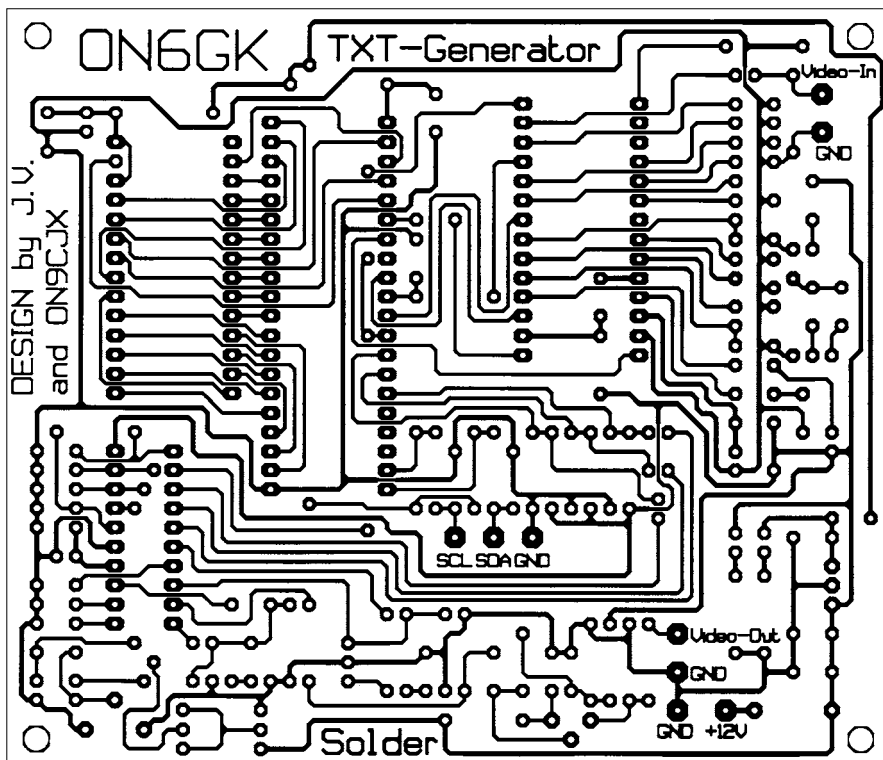 ON6GK
TXT-Generator
Video-In
GND
DESIGN by J.V.
and ON9CJX
SCL SDA GND
Video-Out
GND
GND +12V
Solder